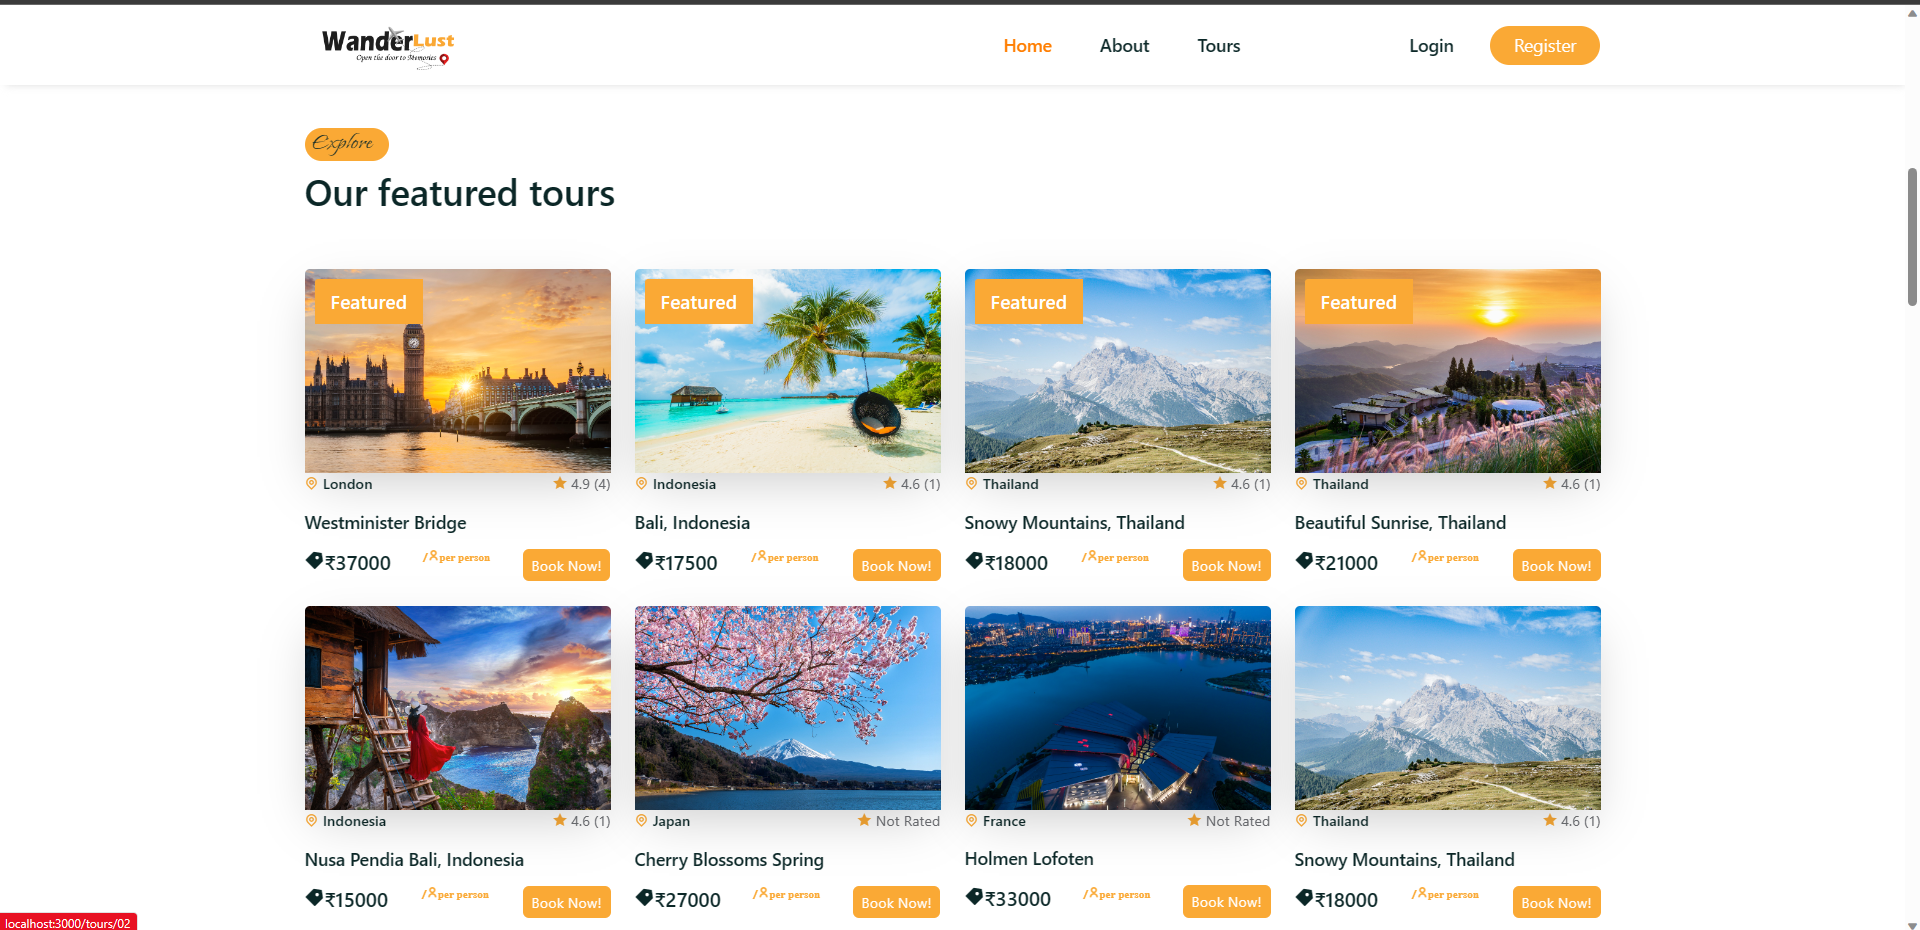 WanderLust
Open the door to Memories
Home About Tours Login Register
Explore
Our featured tours
Featured Featured Featured Featured
London 4.9 (4) Indonesia 4.6 (1) Thailand 4.6 (1) Thailand 4.6 (1)
Westminister Bridge Bali, Indonesia Snowy Mountains, Thailand Beautiful Sunrise, Thailand
₹37000 / per person Book Now! ₹17500 / per person Book Now! ₹18000 / per person Book Now! ₹21000 / per person Book Now!
Indonesia 4.6 (1) Japan Not Rated France Not Rated Thailand 4.6 (1)
Nusa Pendia Bali, Indonesia Cherry Blossoms Spring Holmen Lofoten Snowy Mountains, Thailand
₹15000 / per person Book Now! ₹27000 / per person Book Now! ₹33000 / per person Book Now! ₹18000 / per person Book Now!
localhost:3000/tours/02